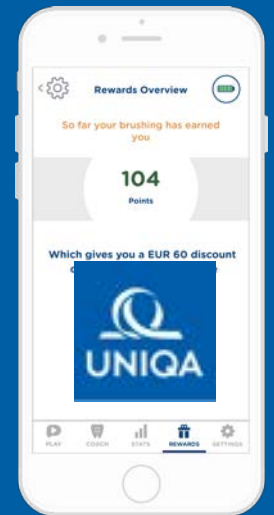 Rewards Overview
So far your brushing has earned
you
104
Points
Which gives you a EUR 60 discount
UNIQA
PLAY
COACH
STATS
REWARDS
SETTINGS